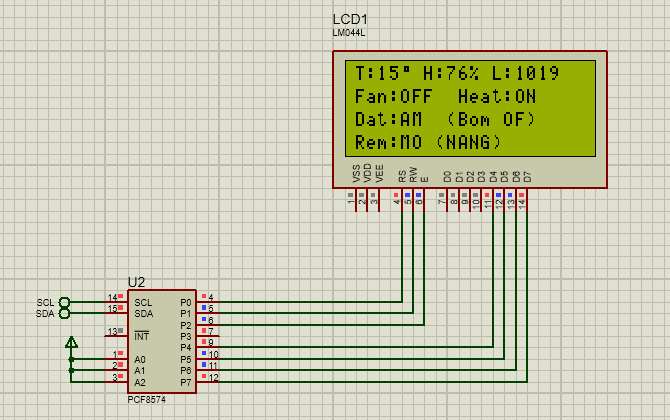 LCD1
LM044L
T:15° H:76% L:1019
Fan:OFF  Heat:ON
Dat:AM  (Bom OF)
Rem:MO (NANG)
VSS VDD VEE RS RW E D0 D1 D2 D3 D4 D5 D6 D7
1 2 3 4 5 6 7 8 9 10 11 12 13 14
U2
SCL 14 SCL P0 4
SDA 15 SDA P1 5
P2 6
13 INT P3 7
P4 9
1 A0 P5 10
2 A1 P6 11
3 A2 P7 12
PCF8574